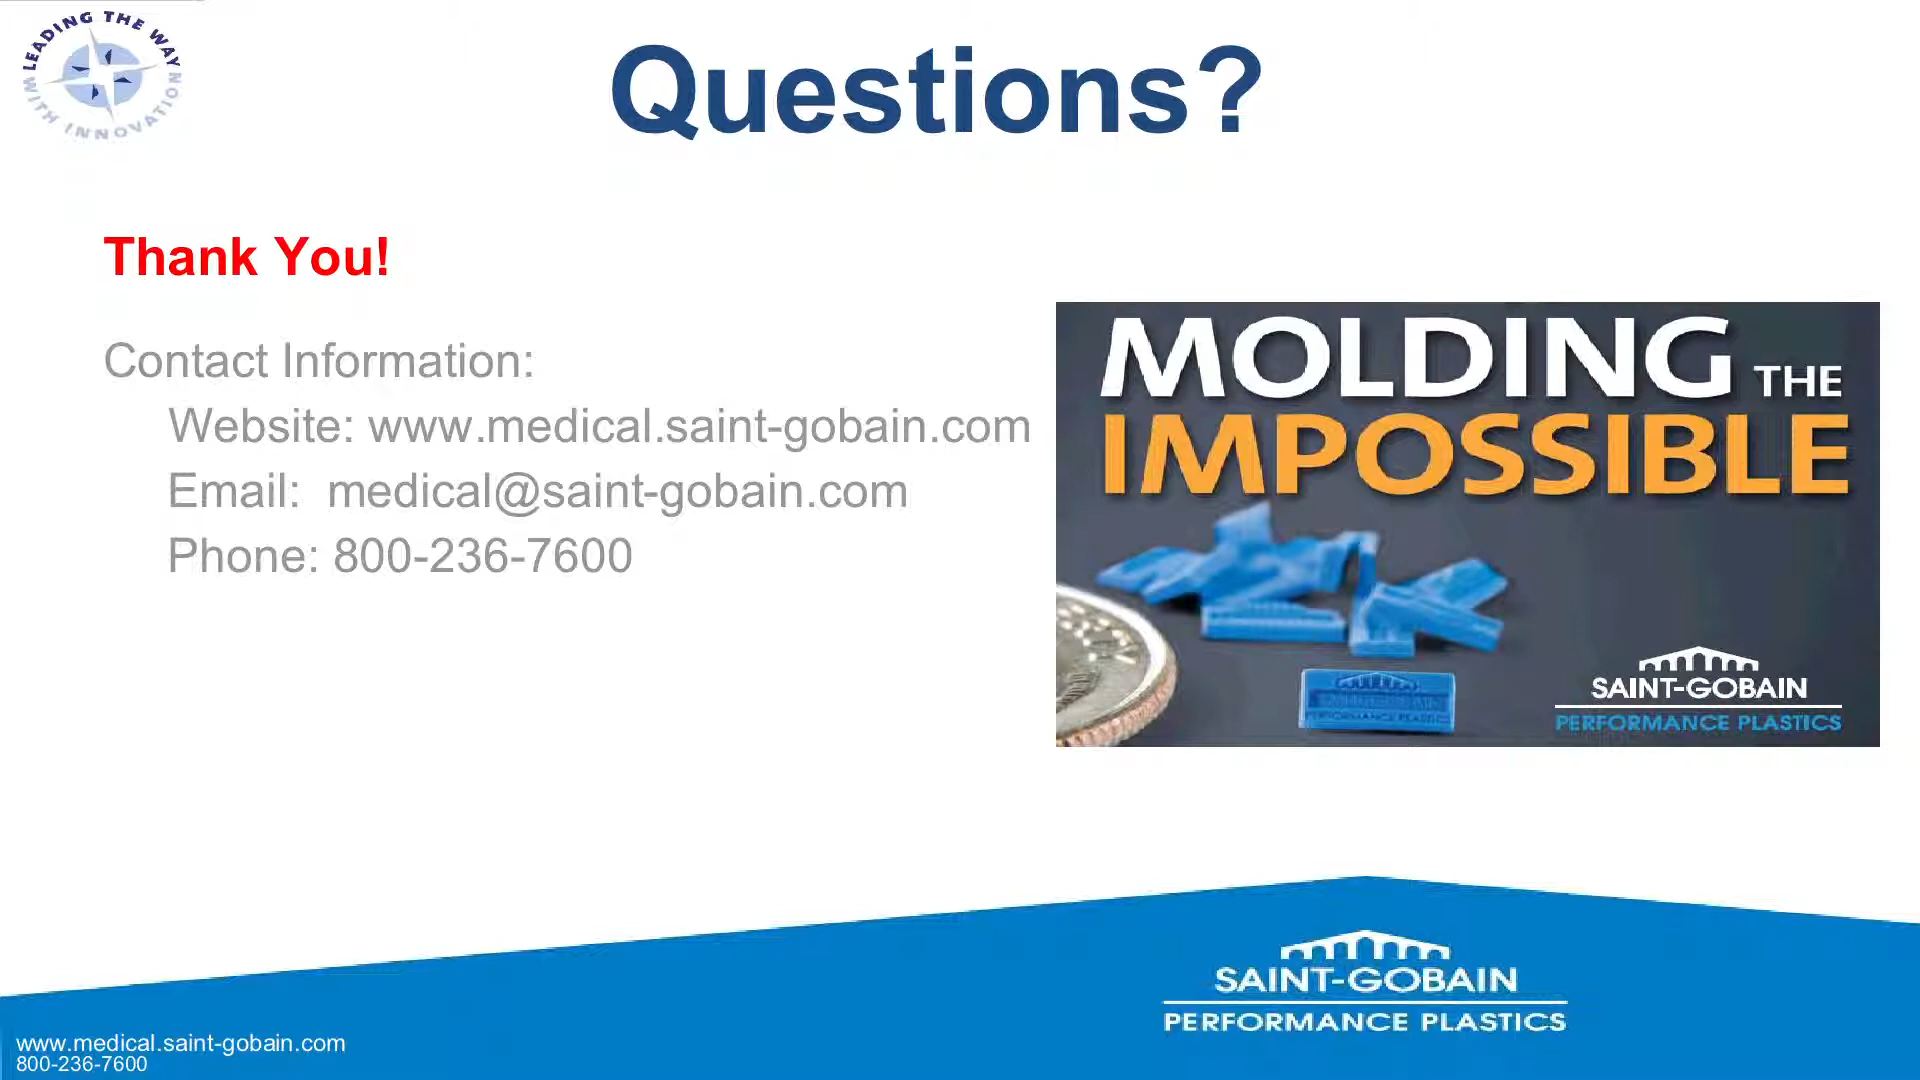 LEADING THE WAY
WITH INNOVATION
Questions?
Thank You!
Contact Information:
Website: www.medical.saint-gobain.com
Email: medical@saint-gobain.com
Phone: 800-236-7600
MOLDING THE
IMPOSSIBLE
SAINT-GOBAIN
PERFORMANCE PLASTICS
SAINT-GOBAIN
PERFORMANCE PLASTICS
www.medical.saint-gobain.com
800-236-7600